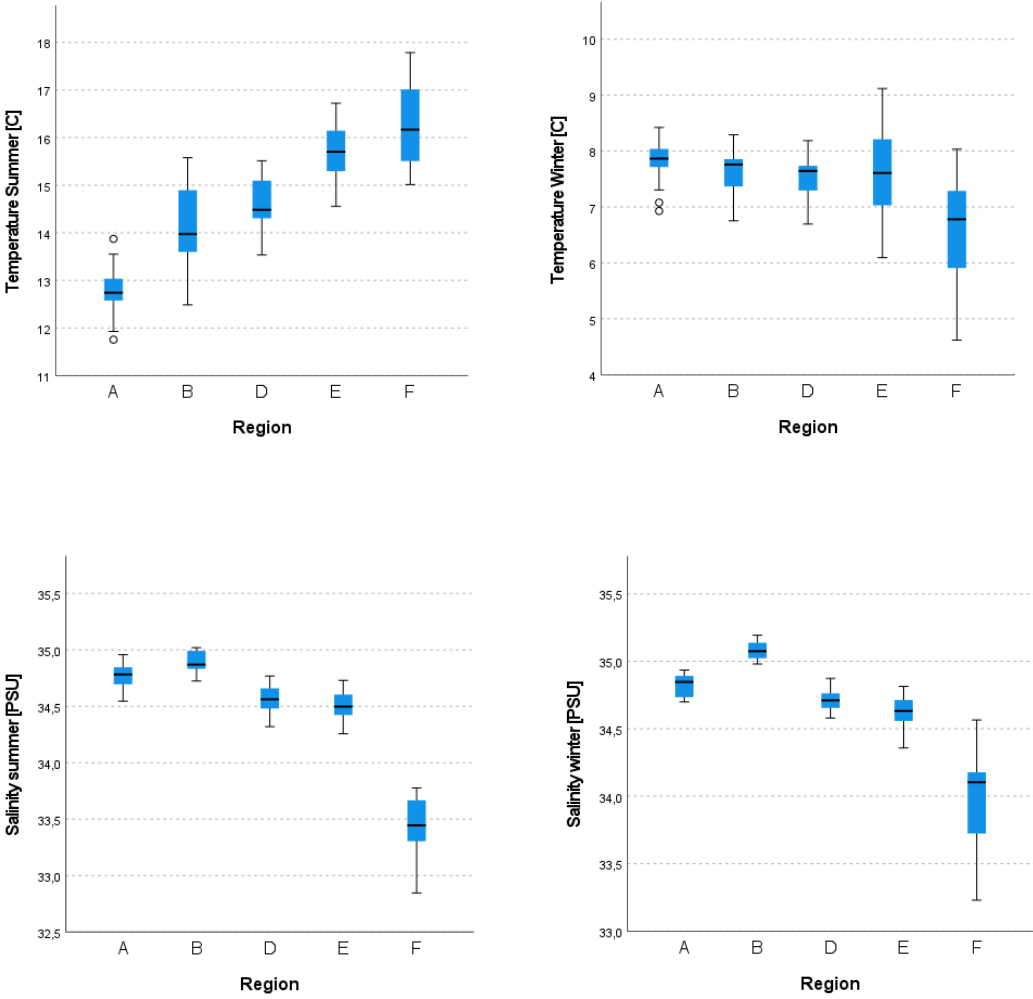 Temperature Summer [C]
18
17
16
15
14
13
12
11
A B D E F
Region
Temperature Winter [C]
10
9
8
7
6
5
4
A B D E F
Region
Salinity summer [PSU]
35,5
35,0
34,5
34,0
33,5
33,0
32,5
A B D E F
Region
Salinity winter [PSU]
35,5
35,0
34,5
34,0
33,5
33,0
A B D E F
Region